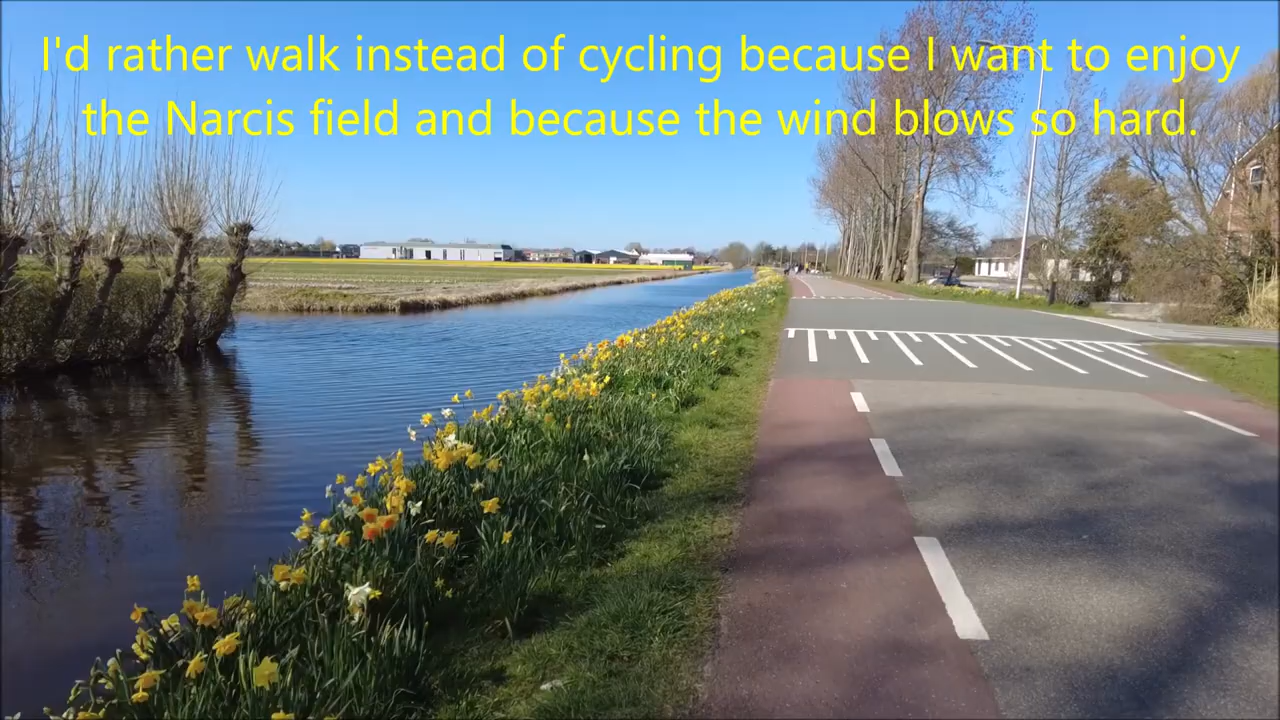 I'd rather walk instead of cycling because I want to enjoy
the Narcis field and because the wind blows so hard.